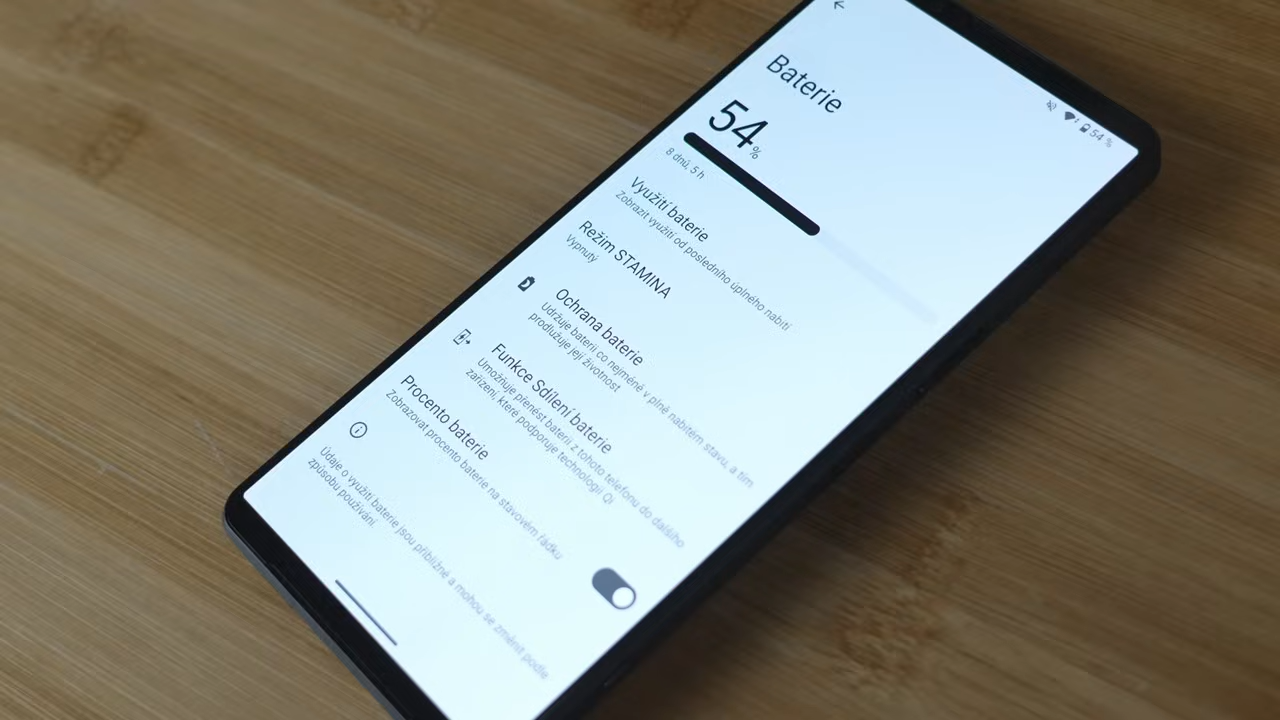 54 %
Baterie
54 %
8 dnů, 5 h
Využití baterie
Zobrazit využití od posledního úplného nabití
Režim STAMINA
Vypnutý
Ochrana baterie
Udržuje baterii co nejméně v plně nabitém stavu, a tím
prodlužuje její životnost
Funkce Sdílení baterie
Umožňuje přenést baterii z tohoto telefonu do dalšího
zařízení, které podporuje technologii Qi
Procento baterie
Zobrazovat procento baterie na stavovém řádku
Údaje o využití baterie jsou přibližné a mohou se změnit podle
způsobu používání.